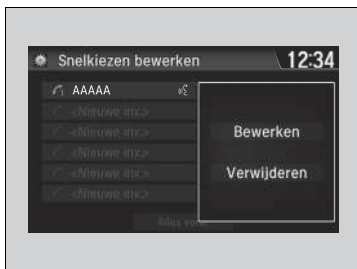 Snelkiezen bewerken
12:34
AAAAA
<Nieuwe inv.>
<Nieuwe inv.>
<Nieuwe inv.>
<Nieuwe inv.>
<Nieuwe inv.>
Bewerken
Verwijderen